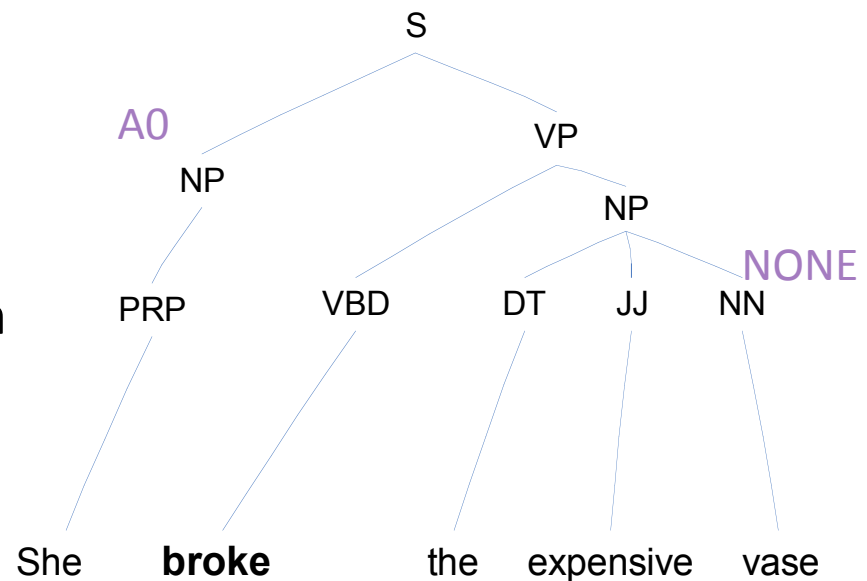 S
A0
VP
NP
NP
NONE
PRP VBD DT JJ NN
She broke the expensive vase